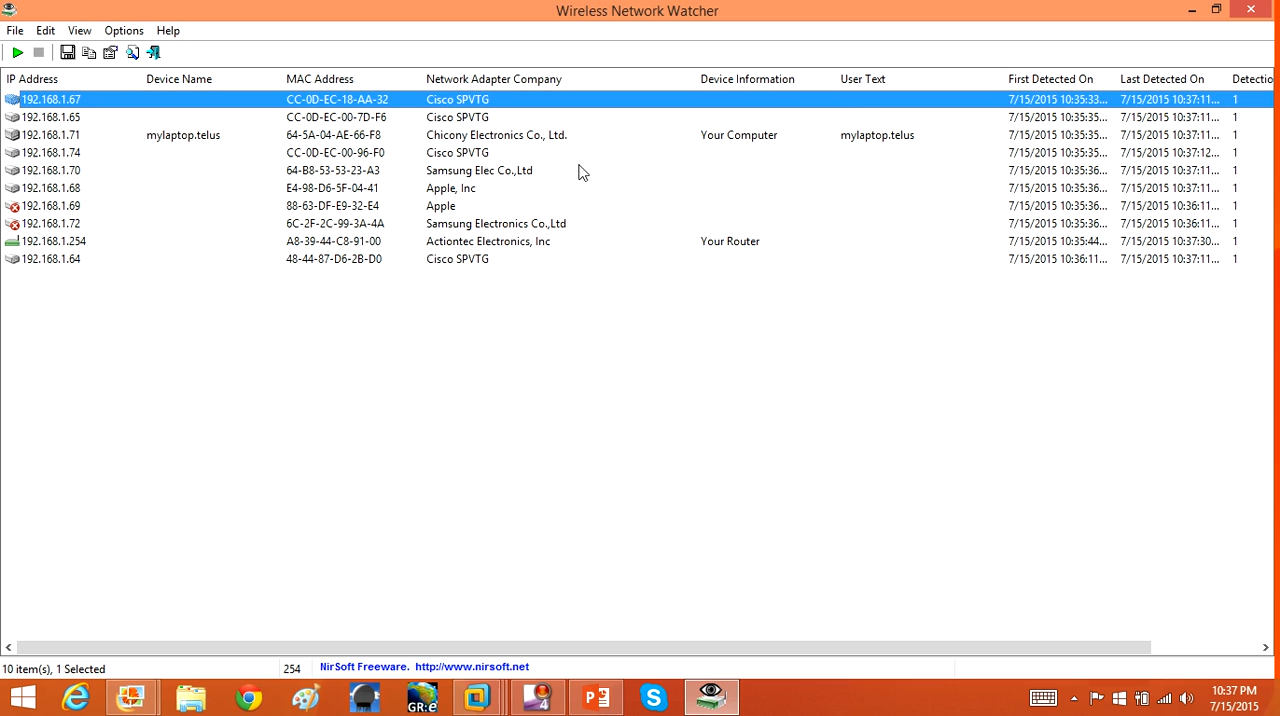 Wireless Network Watcher
File Edit View Options Help
IP Address Device Name MAC Address Network Adapter Company Device Information User Text First Detected On Last Detected On Detectio
192.168.1.67 CC-0D-EC-18-AA-32 Cisco SPVTG 7/15/2015 10:35:33... 7/15/2015 10:37:11... 1
192.168.1.65 CC-0D-EC-00-7D-F6 Cisco SPVTG 7/15/2015 10:35:35... 7/15/2015 10:37:11... 1
192.168.1.71 mylaptop.telus 64-5A-04-AE-66-F8 Chicony Electronics Co., Ltd. Your Computer mylaptop.telus 7/15/2015 10:35:35... 7/15/2015 10:37:11... 1
192.168.1.74 CC-0D-EC-00-96-F0 Cisco SPVTG 7/15/2015 10:35:35... 7/15/2015 10:37:12... 1
192.168.1.70 64-B8-53-53-23-A3 Samsung Elec Co.,Ltd 7/15/2015 10:35:36... 7/15/2015 10:37:11... 1
192.168.1.68 E4-98-D6-5F-04-41 Apple, Inc 7/15/2015 10:35:35... 7/15/2015 10:37:11... 1
192.168.1.69 88-63-DF-E9-32-E4 Apple 7/15/2015 10:35:36... 7/15/2015 10:36:11... 1
192.168.1.72 6C-2F-2C-99-3A-4A Samsung Electronics Co.,Ltd 7/15/2015 10:35:36... 7/15/2015 10:36:11... 1
192.168.1.254 A8-39-44-C8-91-00 Actiontec Electronics, Inc Your Router 7/15/2015 10:35:44... 7/15/2015 10:37:30... 1
192.168.1.64 48-44-87-D6-2B-D0 Cisco SPVTG 7/15/2015 10:36:11... 7/15/2015 10:37:11... 1
10 item(s), 1 Selected 254 NirSoft Freeware. http://www.nirsoft.net
GR:e 4 P S
10:37 PM
7/15/2015